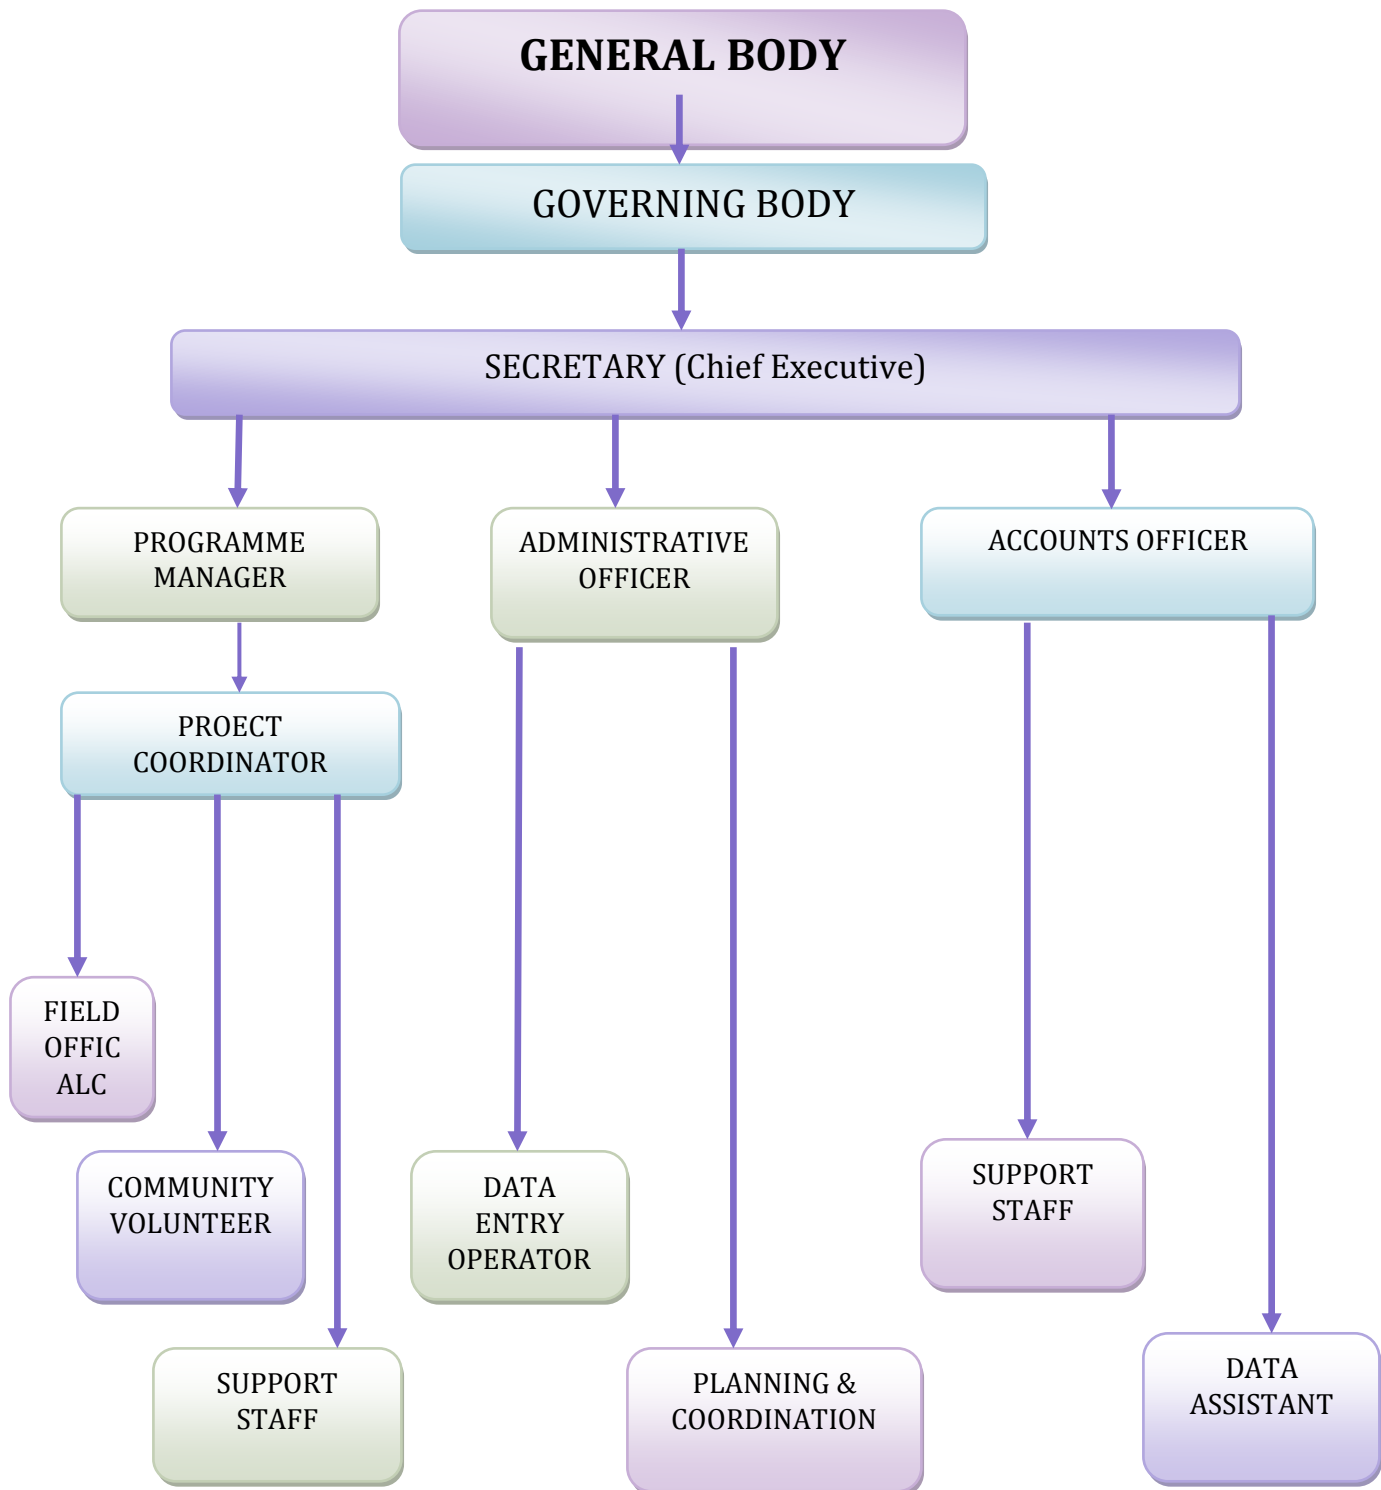 GENERAL BODY
GOVERNING BODY
SECRETARY (Chief Executive)
PROGRAMME
MANAGER
ADMINISTRATIVE
OFFICER
ACCOUNTS OFFICER
PROECT
COORDINATOR
FIELD
OFFIC
ALC
COMMUNITY
VOLUNTEER
DATA
ENTRY
OPERATOR
SUPPORT
STAFF
SUPPORT
STAFF
PLANNING &
COORDINATION
DATA
ASSISTANT